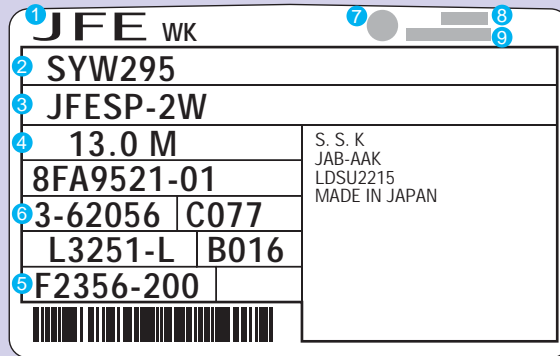 1 JFE WK 7 8
9
2 SYW295
3 JFESP-2W
4 13.0 M
8FA9521-01
6 3-62056 C077
L3251-L B016
5 F2356-200
S. S. K
JAB-AAK
LDSU2215
MADE IN JAPAN